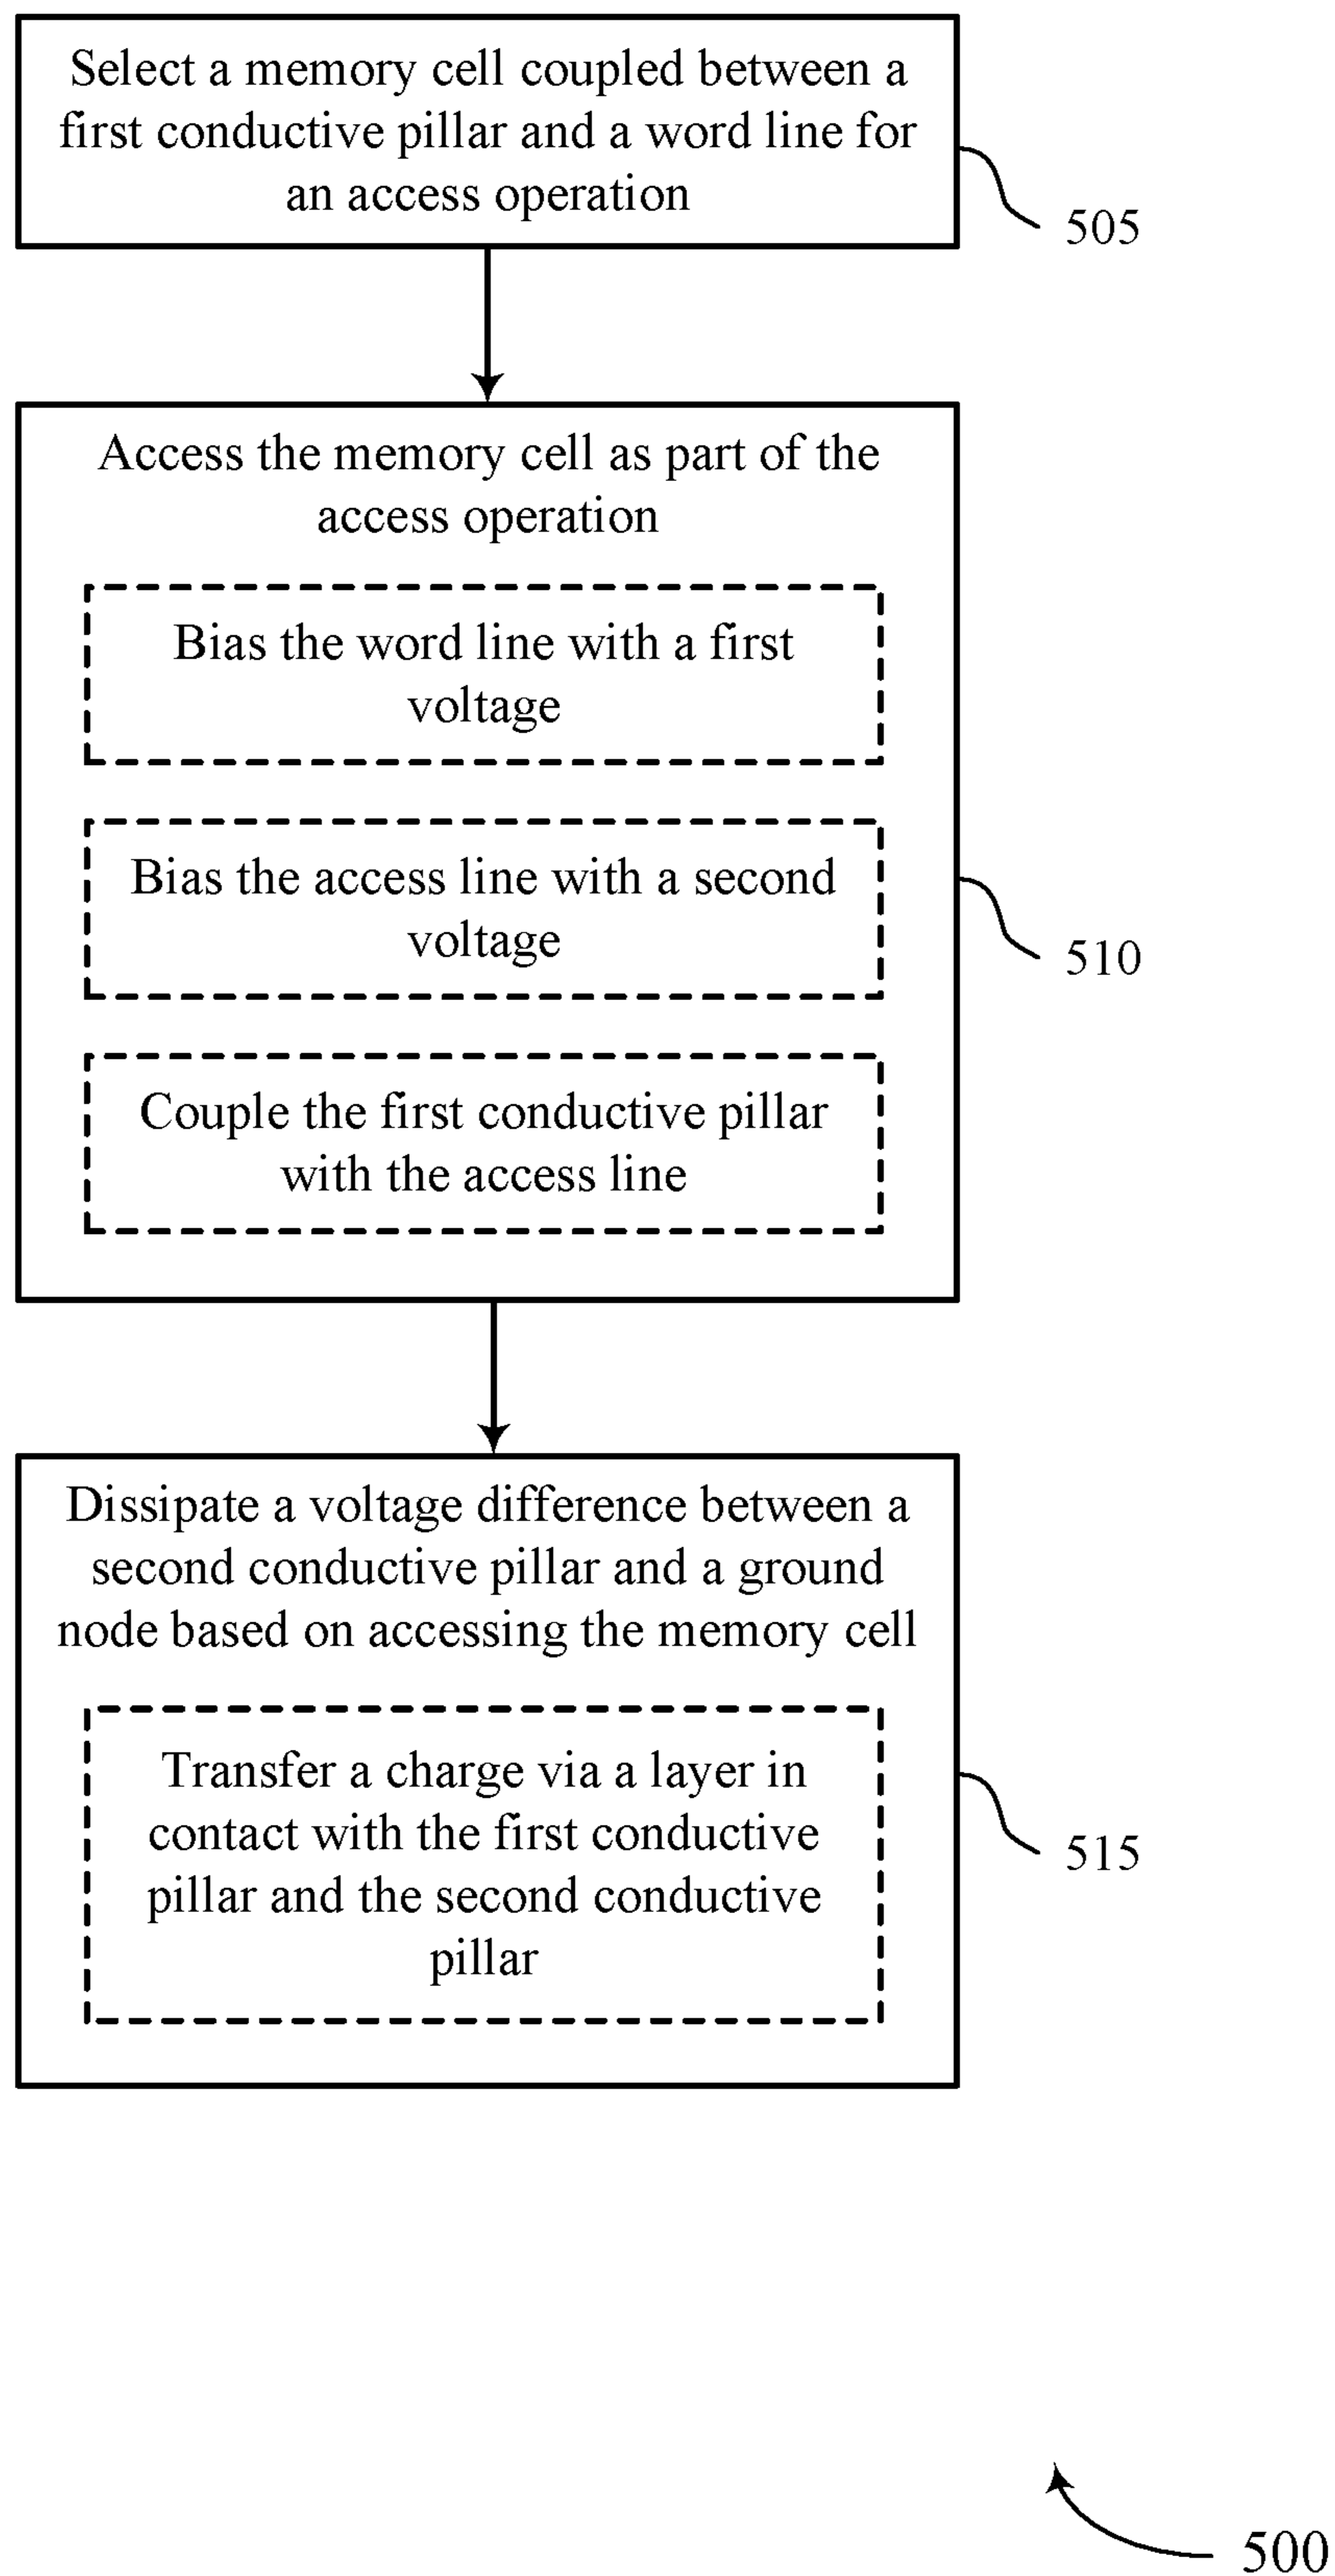 Select a memory cell coupled between a
first conductive pillar and a word line for
an access operation
505
Access the memory cell as part of the
access operation
Bias the word line with a first
voltage
Bias the access line with a second
voltage
510
Couple the first conductive pillar
with the access line
Dissipate a voltage difference between a
second conductive pillar and a ground
node based on accessing the memory cell
Transfer a charge via a layer in
contact with the first conductive
pillar and the second conductive
pillar
515
500